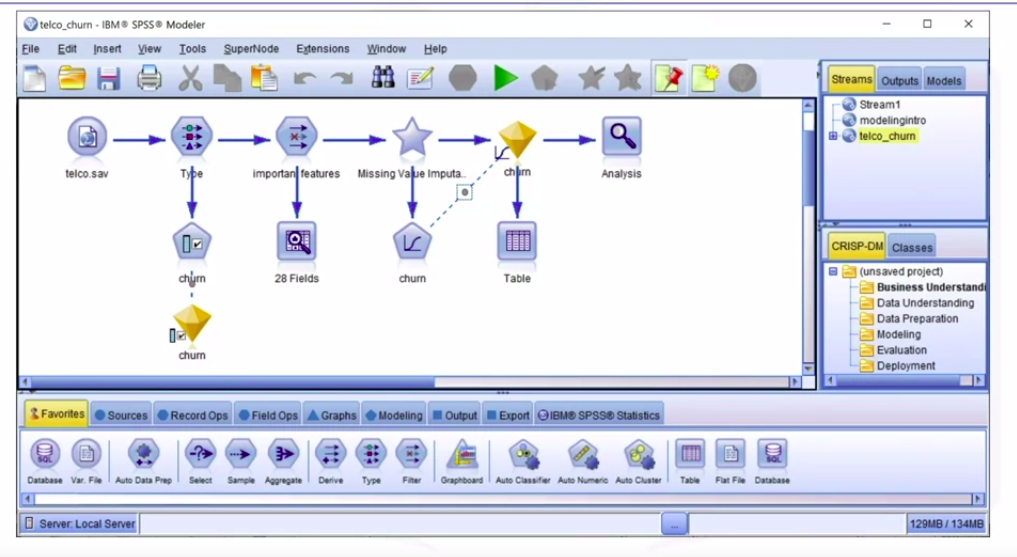 telco_churn - IBM® SPSS® Modeler
File Edit Insert View Tools SuperNode Extensions Window Help
Streams Outputs Models
Stream1
modelingintro
telco_churn
telco.sav Type important features Missing Value Imputa... churn Analysis
churn 28 Fields churn Table
churn
CRISP-DM Classes
(unsaved project)
Business Understandi
Data Understanding
Data Preparation
Modeling
Evaluation
Deployment
Favorites Sources Record Ops Field Ops Graphs Modeling Output Export IBM® SPSS® Statistics
SQL SQL
Database Var. File Auto Data Prep Select Sample Aggregate Derive Type Filter Graphboard Auto Classifier Auto Numeric Auto Cluster Table Flat File Database
Server: Local Server ... 129MB / 134MB